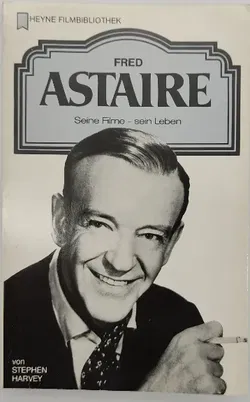 HEYNE FILMBIBLIOTHEK
FRED
ASTAIRE
Seine Filme - sein Leben
von
STEPHEN
HARVEY